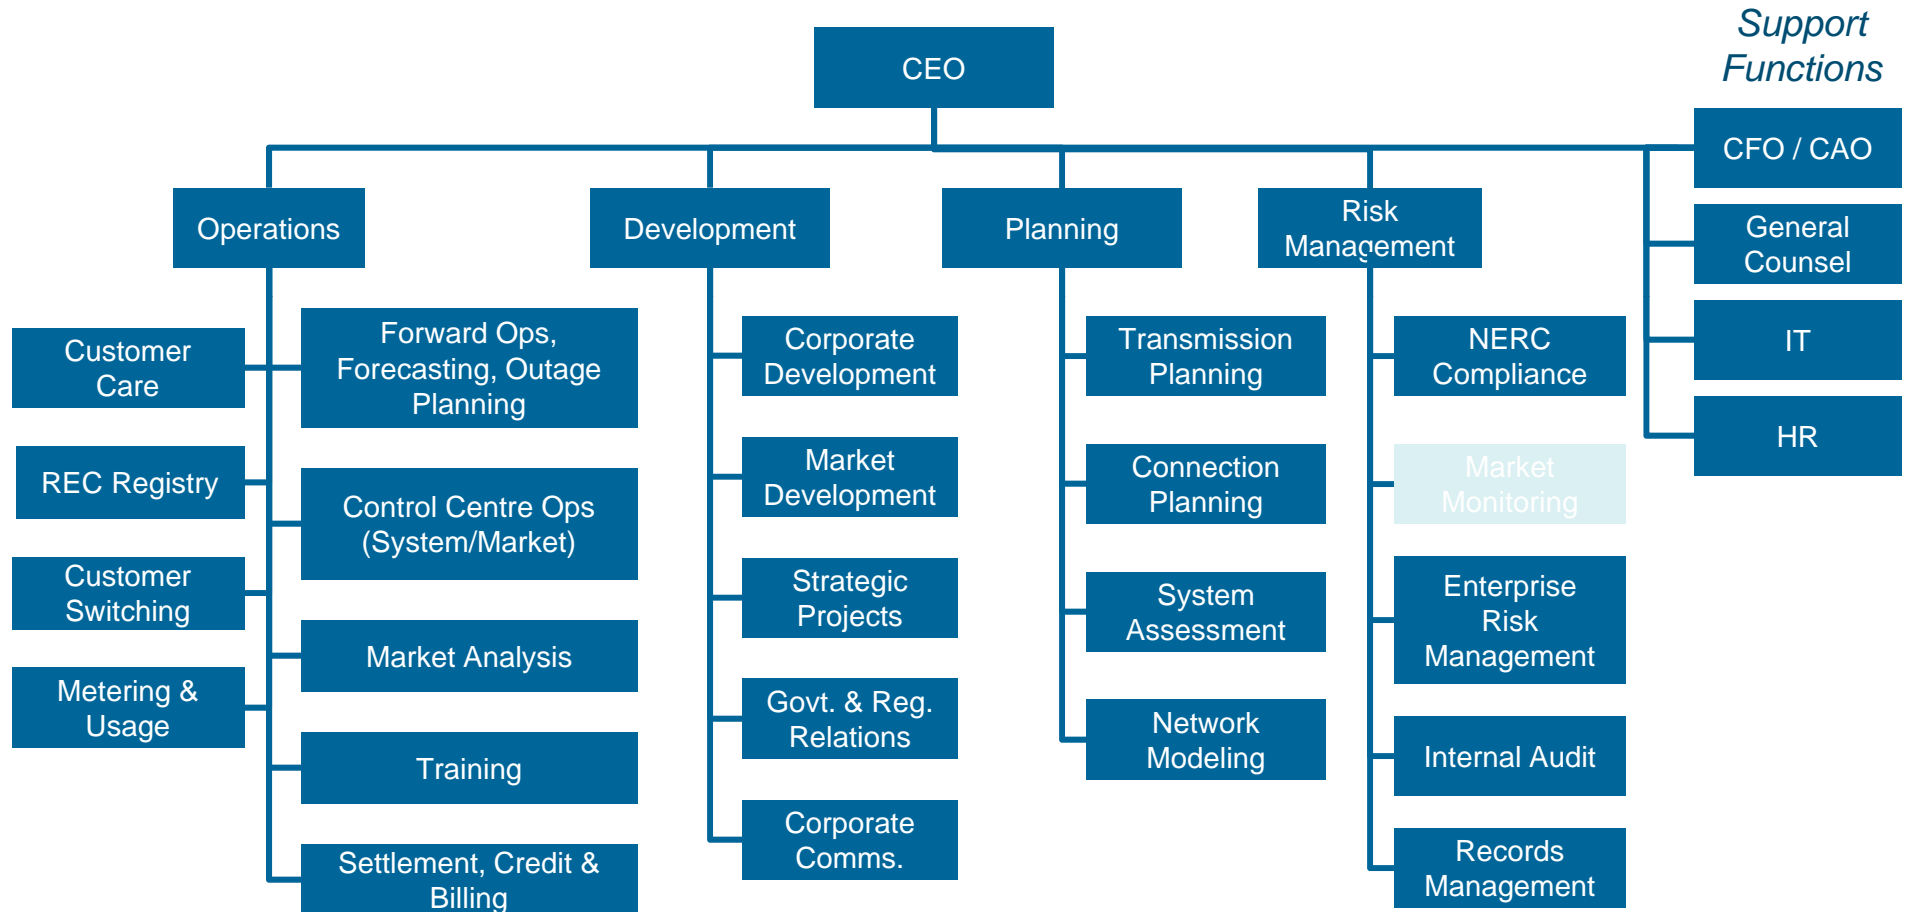 Support
Functions
CEO
CFO / CAO
General
Counsel
IT
HR
Operations
Development
Planning
Risk
Management
Customer
Care
REC Registry
Customer
Switching
Metering &
Usage
Forward Ops,
Forecasting, Outage
Planning
Control Centre Ops
(System/Market)
Market Analysis
Training
Settlement, Credit &
Billing
Corporate
Development
Market
Development
Strategic
Projects
Govt. & Reg.
Relations
Corporate
Comms.
Transmission
Planning
Connection
Planning
System
Assessment
Network
Modeling
NERC
Compliance
Market
Monitoring
Enterprise
Risk
Management
Internal Audit
Records
Management